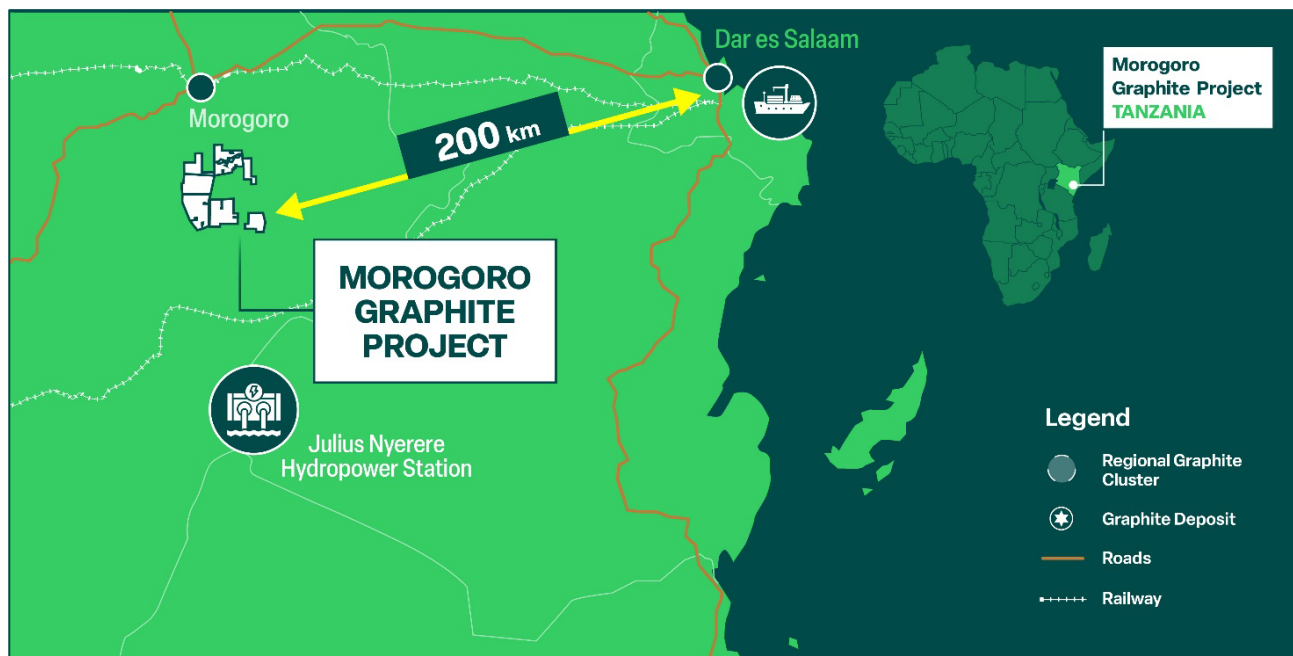 Dar es Salaam
Morogoro
200 km
Morogoro
Graphite Project
TANZANIA
MOROGORO
GRAPHITE
PROJECT
Julius Nyerere
Hydropower Station
Legend
Regional Graphite
Cluster
Graphite Deposit
Roads
Railway